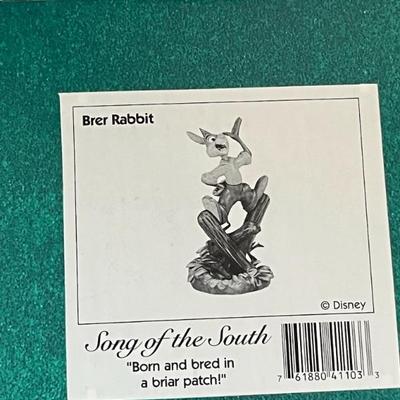 Brer Rabbit
© Disney
Song of the South
"Born and bred in
a briar patch!"
7 61880 41103 3